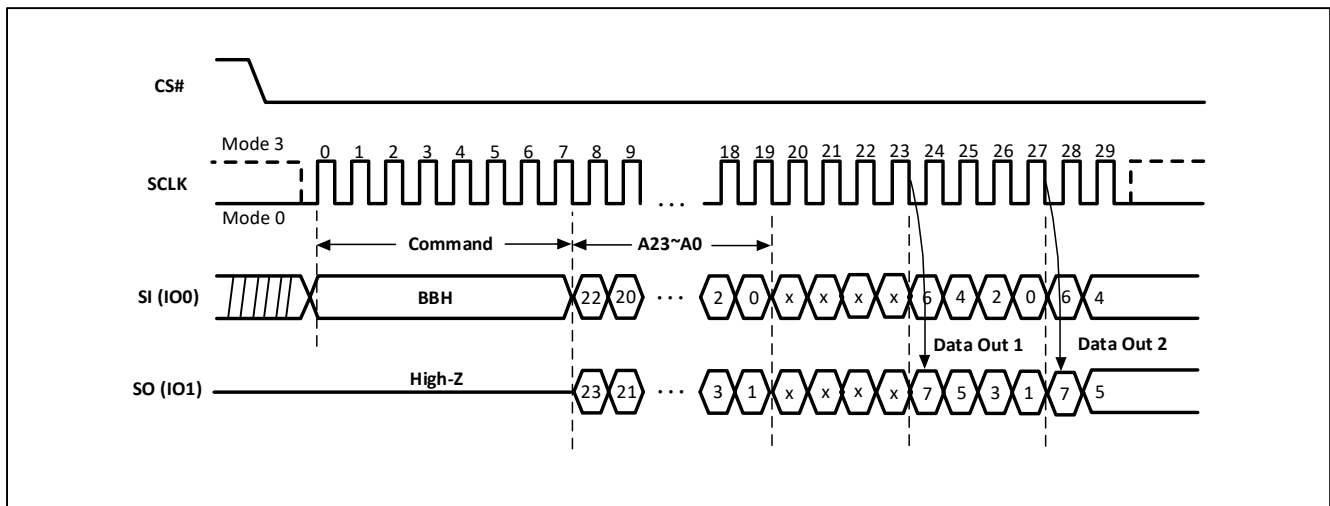 CS#
Mode 3
0 1 2 3 4 5 6 7 8 9 18 19 20 21 22 23 24 25 26 27 28 29
SCLK
...
Mode 0
Command A23~A0
SI (IO0) BBH 22 20 ... 2 0 x x x x 6 4 2 0 6 4
Data Out 1 Data Out 2
High-Z
SO (IO1) 23 21 ... 3 1 x x x x 7 5 3 1 7 5